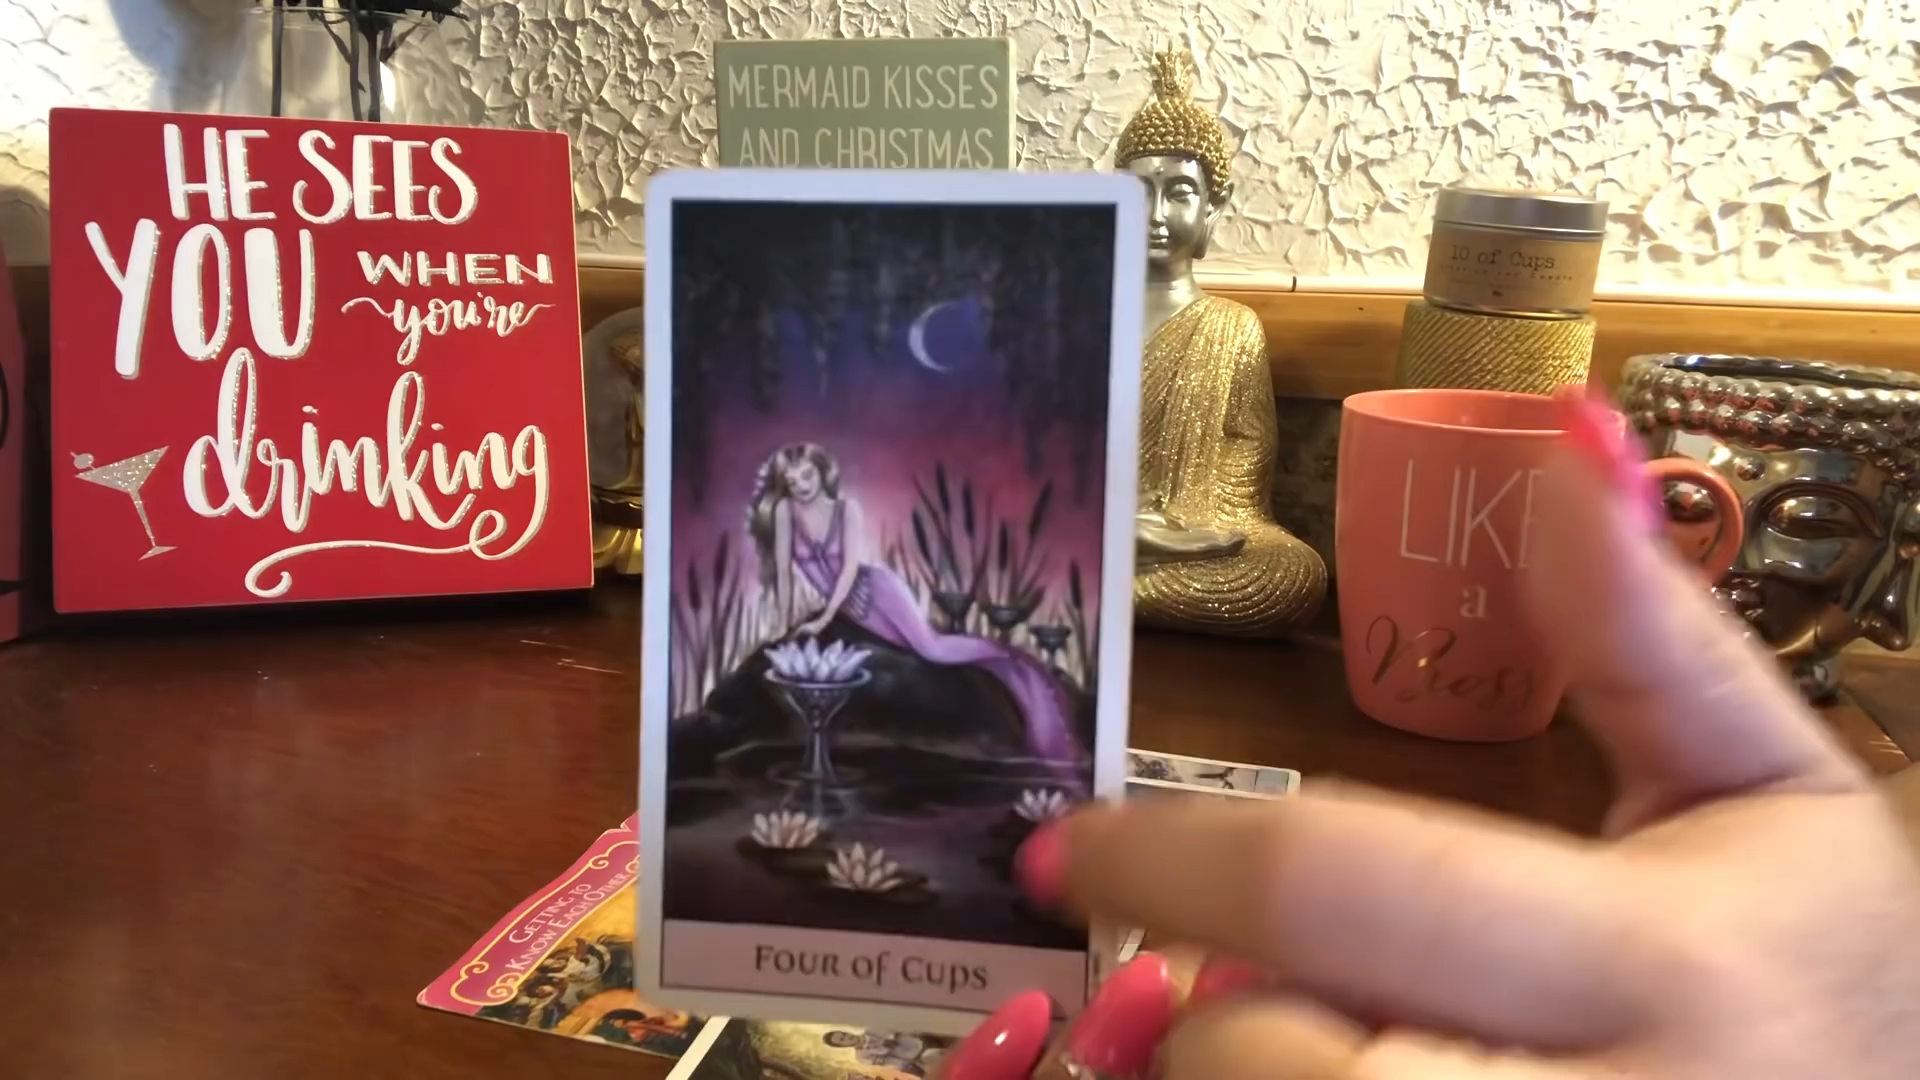 HE SEES
YOU WHEN
you're
drinking
MERMAID KISSES
AND CHRISTMAS
10 of Cups
LIKE
a
Boss
GETTING TO
KNOW EACH OTHER
FOUR of CUPS